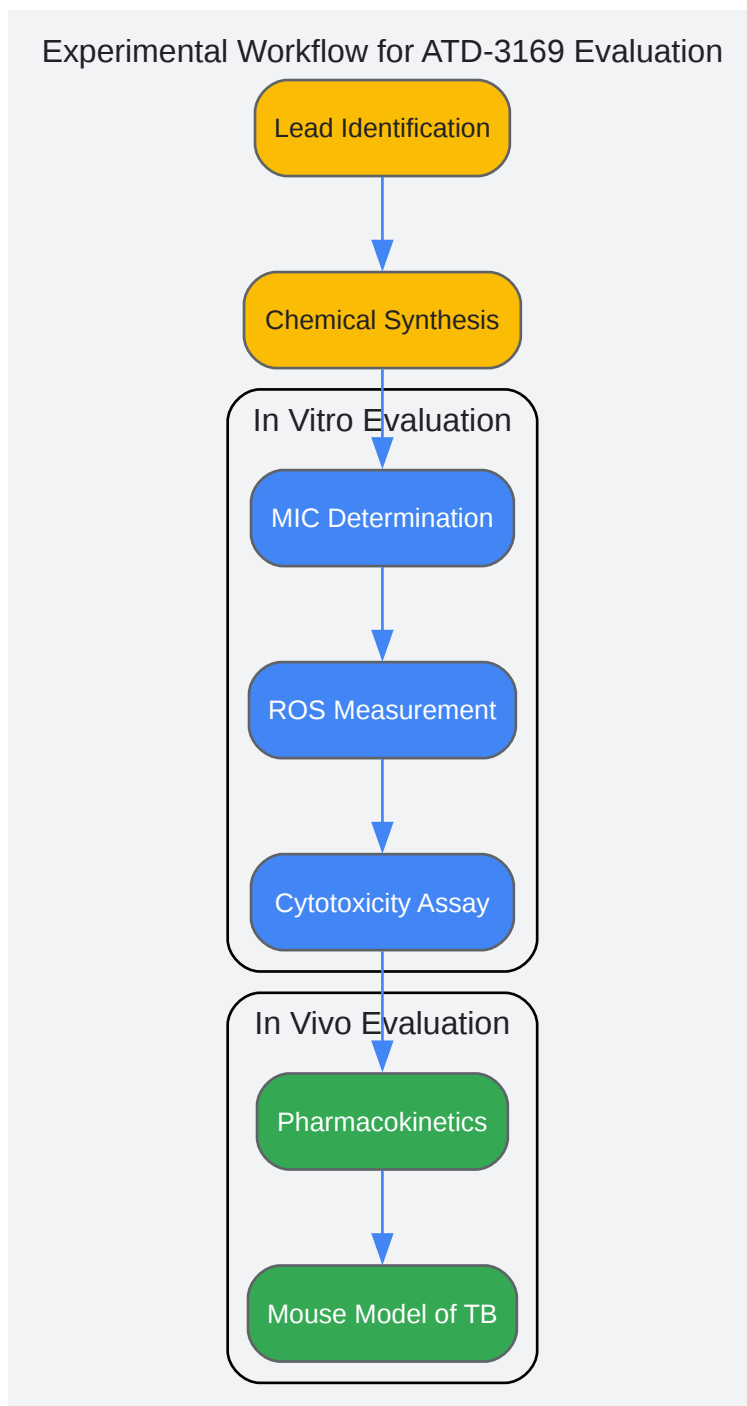 Experimental Workflow for ATD-3169 Evaluation
Lead Identification
Chemical Synthesis
In Vitro Evaluation
MIC Determination
ROS Measurement
Cytotoxicity Assay
In Vivo Evaluation
Pharmacokinetics
Mouse Model of TB